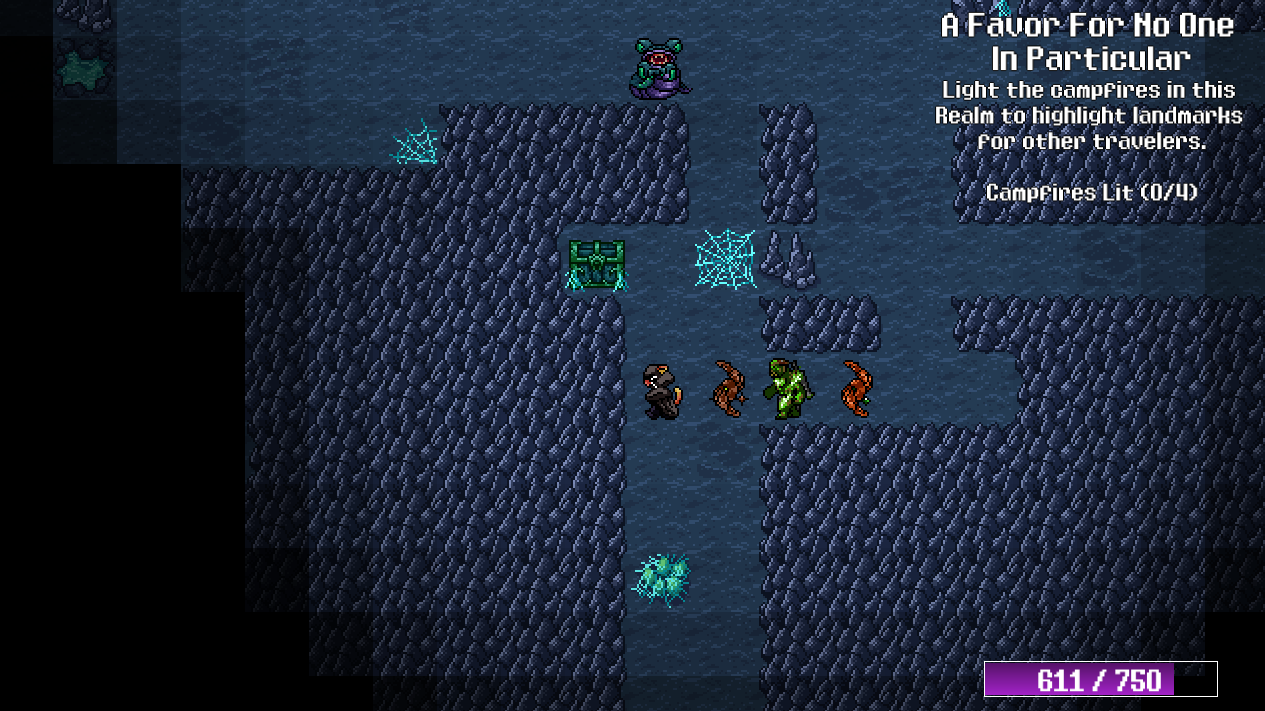 A Favor For No One
In Particular
Light the campfires in this
Realm to highlight landmarks
for other travelers.
Campfires Lit (0/4)
611 / 750